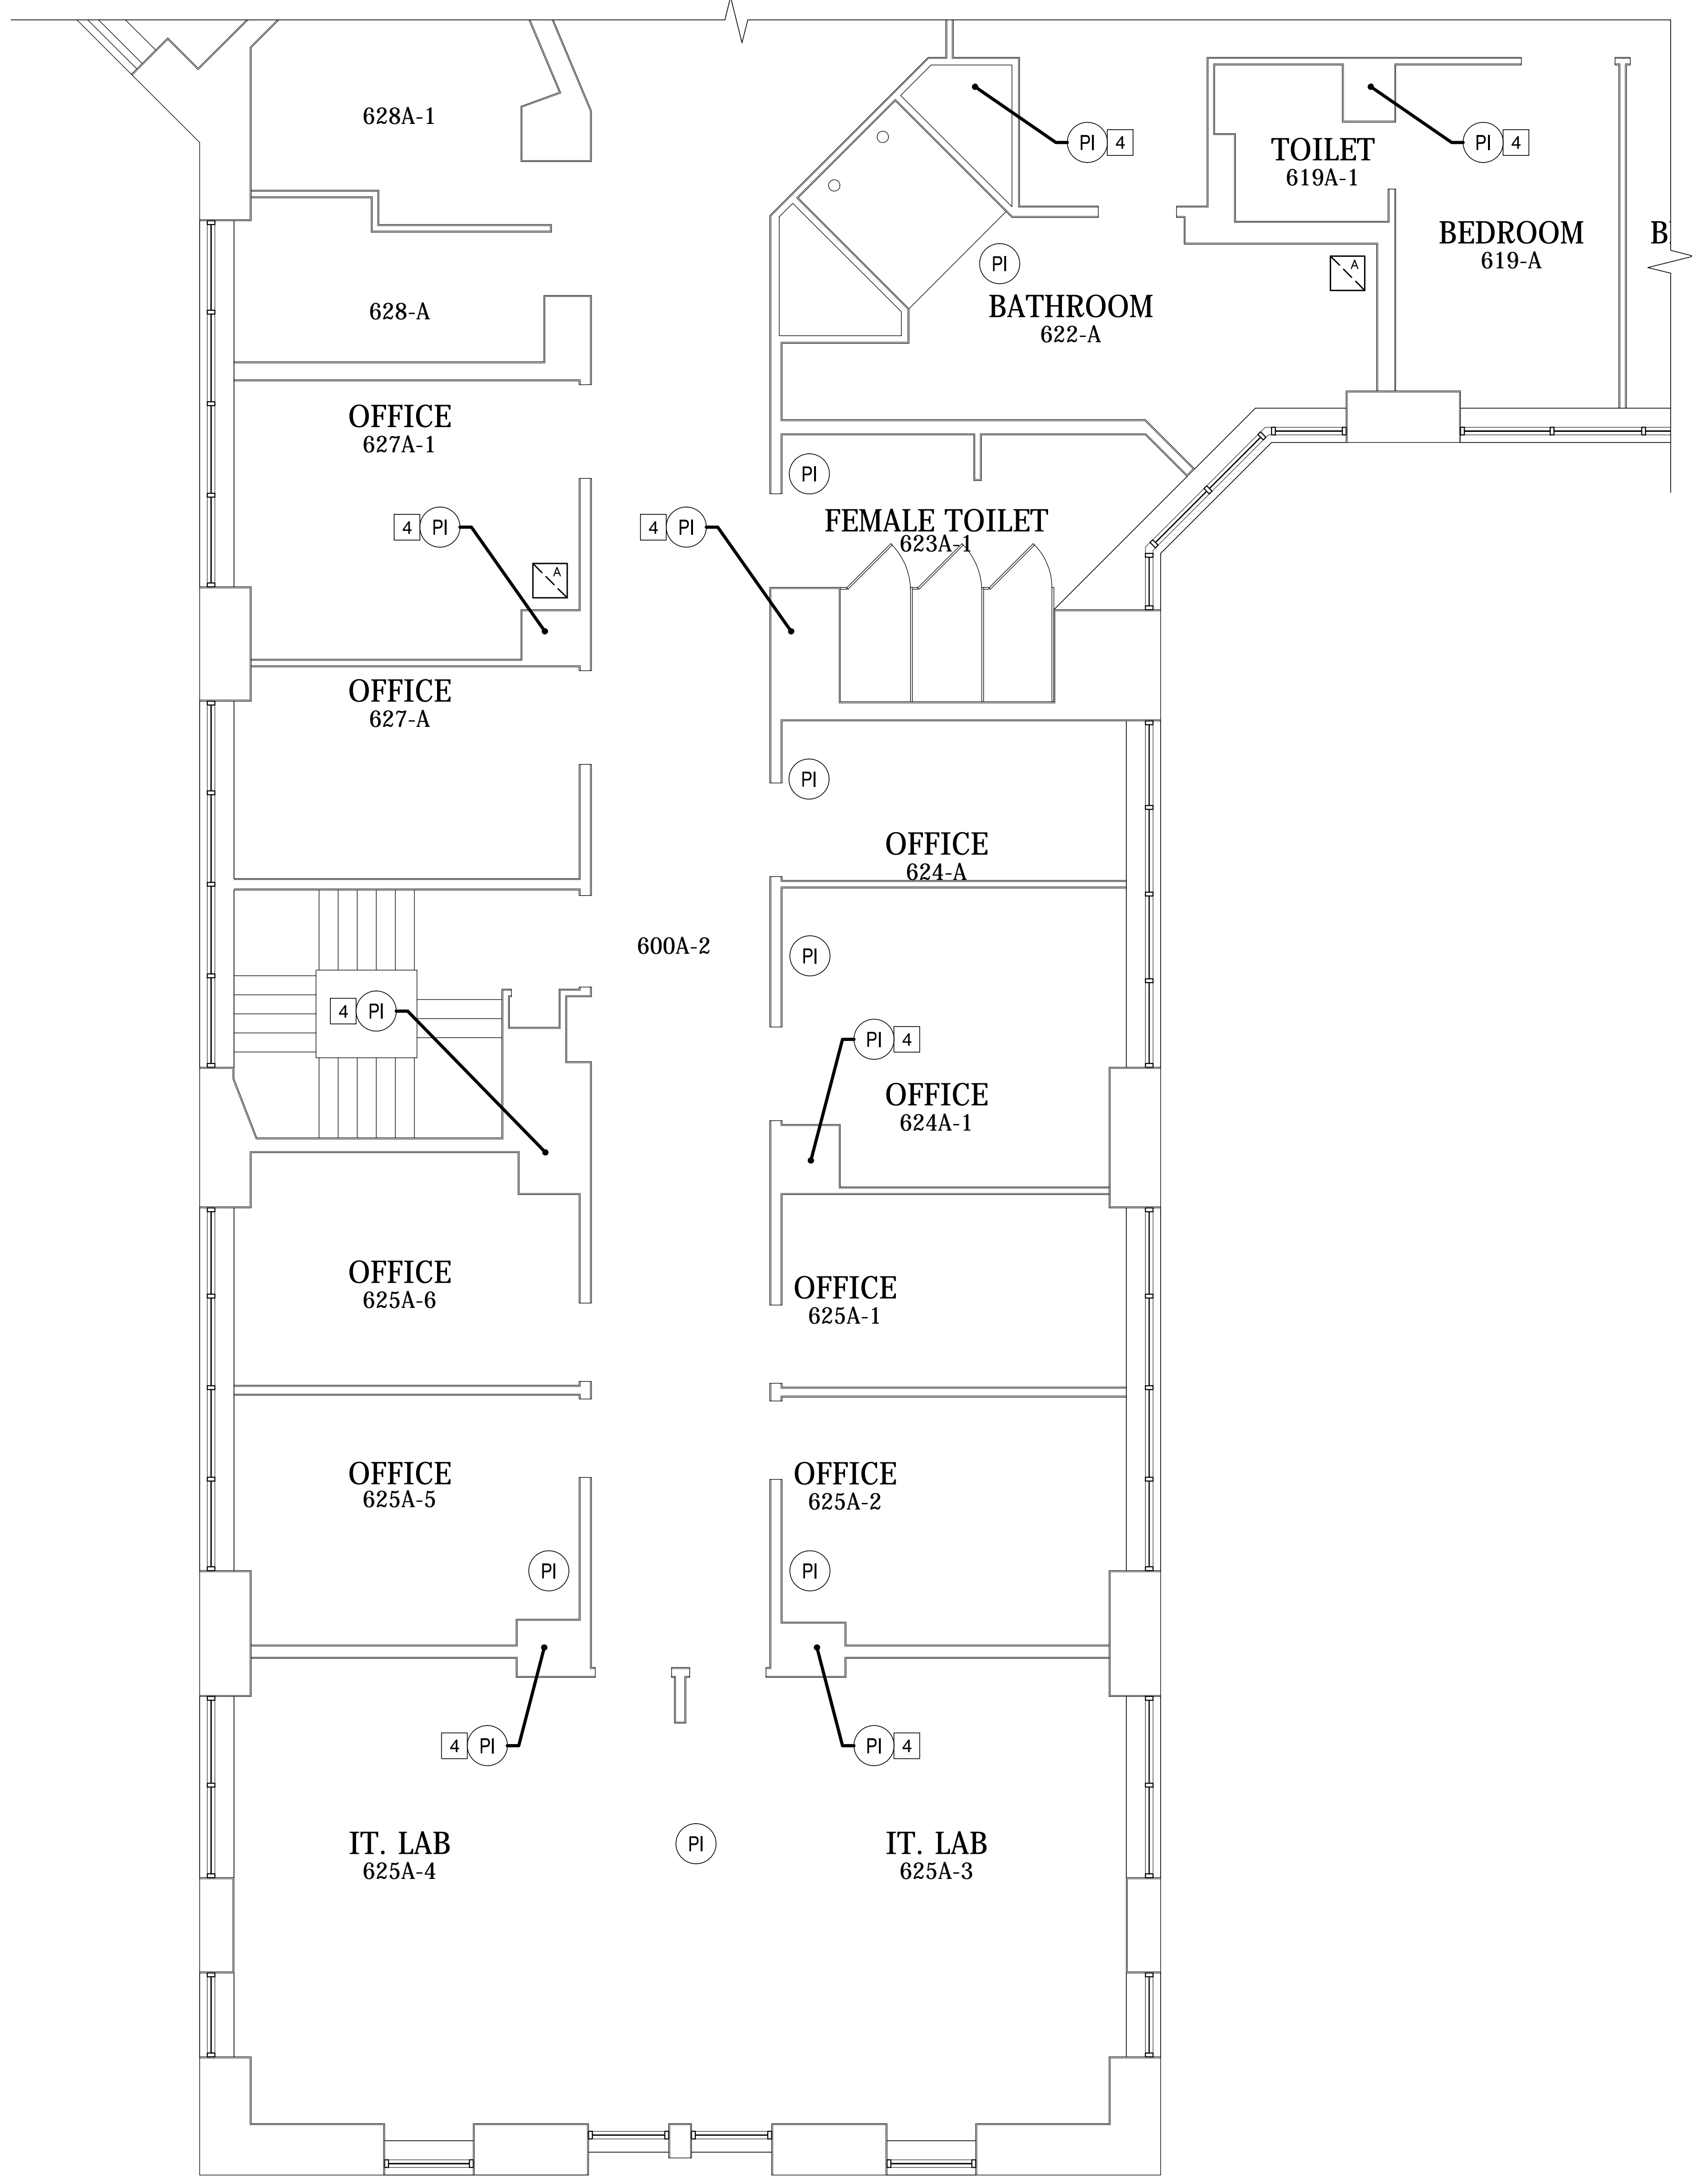 628A-1
PI 4
TOILET
619A-1
PI 4
BEDROOM
619-A
B
PI
A
BATHROOM
622-A
628-A
OFFICE
627A-1
PI
4 PI
4 PI
FEMALE TOILET
623A-1
A
OFFICE
627-A
PI
OFFICE
624-A
600A-2
PI
4 PI
PI 4
OFFICE
624A-1
OFFICE
625A-6
OFFICE
625A-1
OFFICE
625A-5
OFFICE
625A-2
PI
PI
4 PI
PI 4
IT. LAB
625A-4
PI
IT. LAB
625A-3